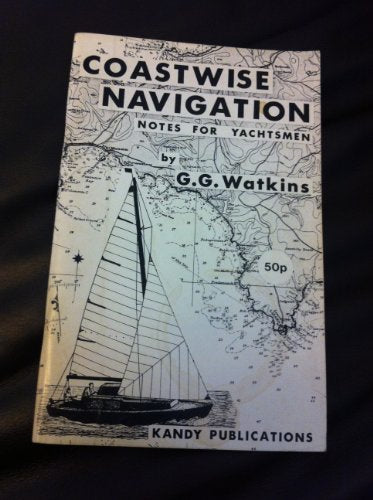 COASTWISE
NAVIGATION
NOTES FOR YACHTSMEN
by
G.G. Watkins
50p
KANDY PUBLICATIONS